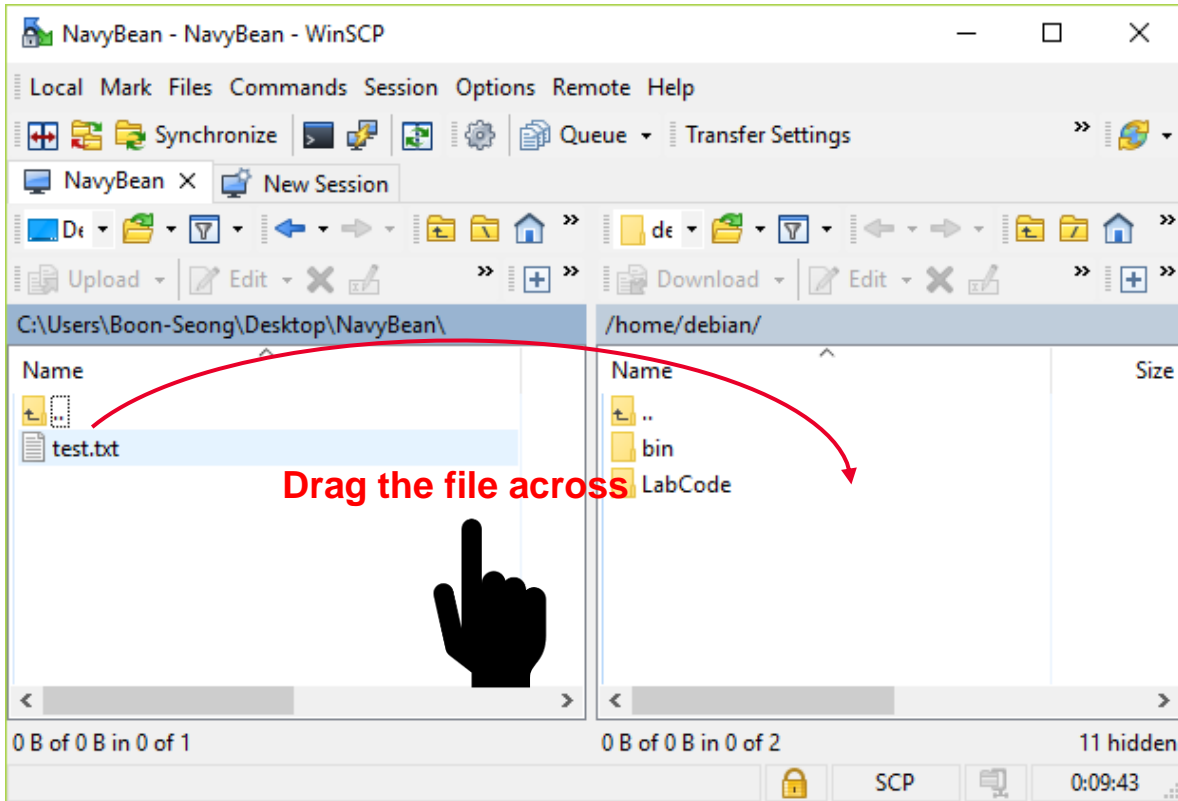 NavyBean - NavyBean - WinSCP
Local Mark Files Commands Session Options Remote Help
Synchronize Queue Transfer Settings »
NavyBean New Session
De » de »
Upload Edit » » Download Edit » »
C:\Users\Boon-Seong\Desktop\NavyBean\ /home/debian/
Name Name Size
.. ..
test.txt bin
Drag the file across LabCode
0 B of 0 B in 0 of 1 0 B of 0 B in 0 of 2 11 hidden
SCP 0:09:43